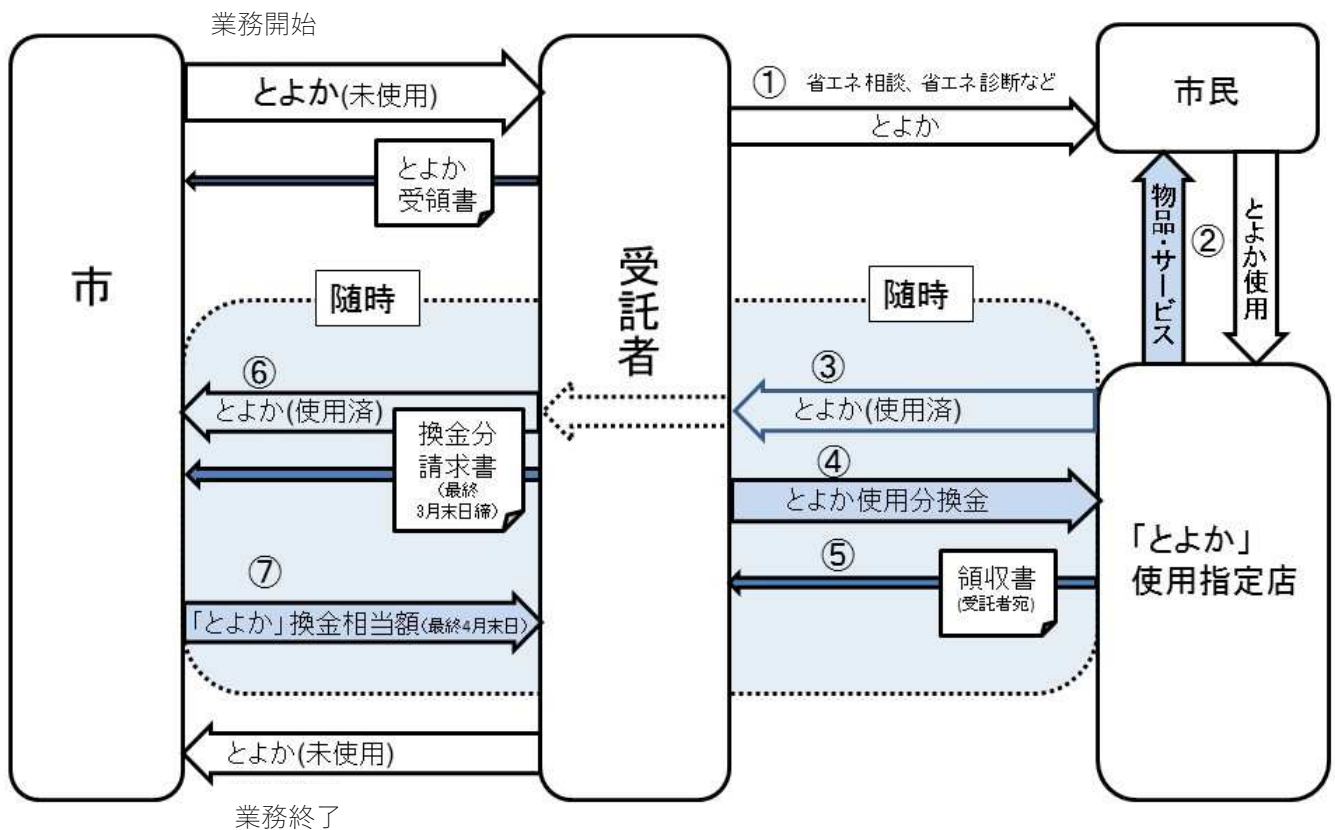 業務開始
とよか(未使用)
① 省エネ相談、省エネ診断など
とよか
市民
とよか
受領書
物品・サービス
②
とよか使用
市
受託者
随時
随時
⑥
とよか(使用済)
③
とよか(使用済)
換金分
請求書
(最終
3月末日締)
④
とよか使用分換金
「とよか」
使用指定店
⑤
領収書
(受託者宛)
⑦
「とよか」換金相当額(最終4月末日)
とよか(未使用)
業務終了